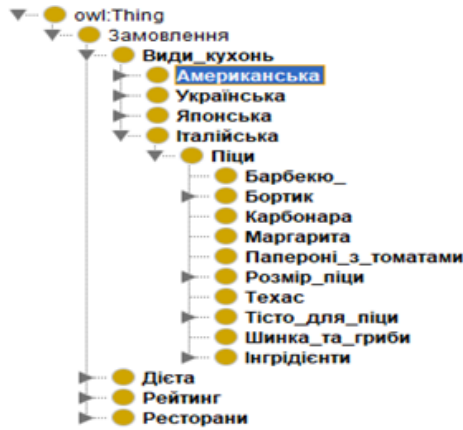 owl:Thing
Замовлення
Види_кухонь
Американська
Українська
Японська
Італійська
Піци
Барбекю_
Бортик
Карбонара
Маргарита
Папероні_з_томатами
Розмір_піци
Техас
Тісто_для_піци
Шинка_та_гриби
Інгрідієнти
Дієта
Рейтинг
Ресторани